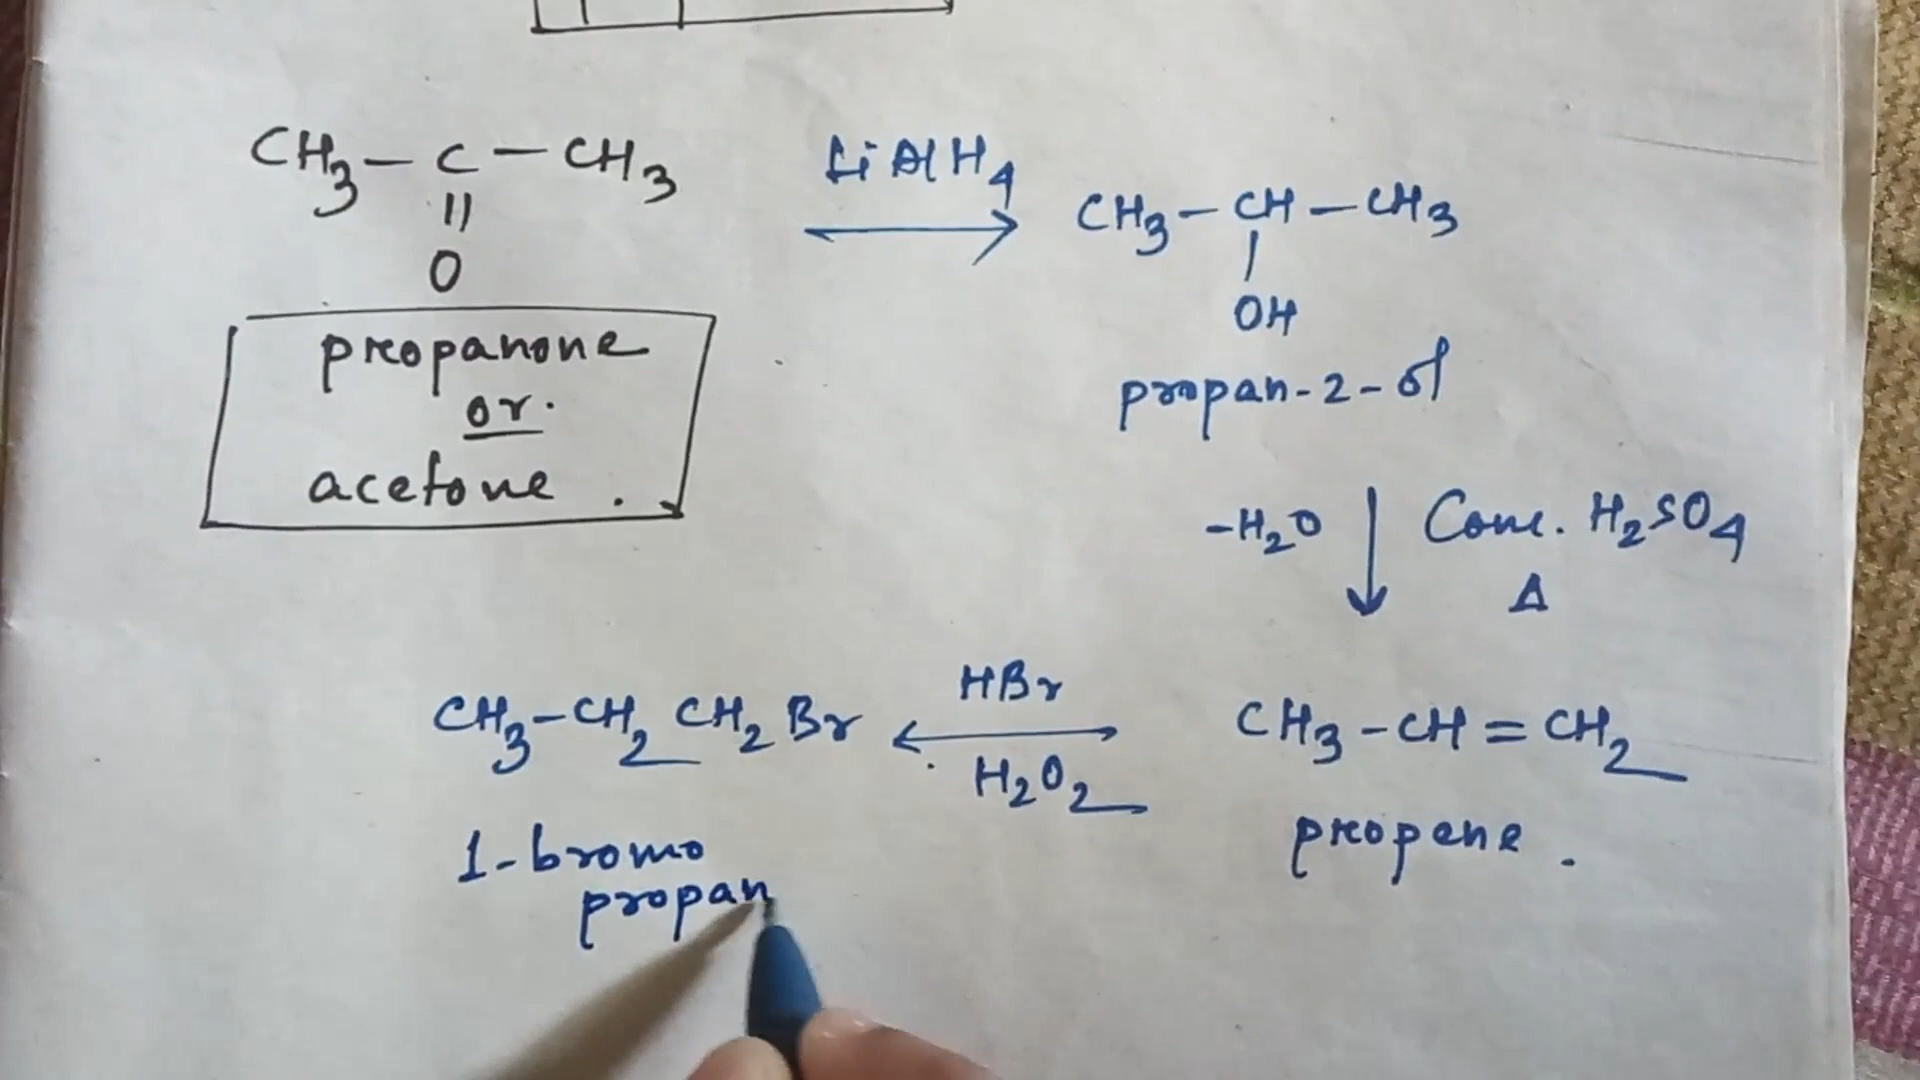 CH₃ – C – CH₃
||
O
propanone
or.
acetone .
LiAlH₄
CH₃ – CH – CH₃
|
OH
propan-2-ol
-H₂O
Conc. H₂SO₄
Δ
CH₃ – CH = CH₂
propene .
HBr
H₂O₂
CH₃ – CH₂ CH₂ Br
1-bromo
propan